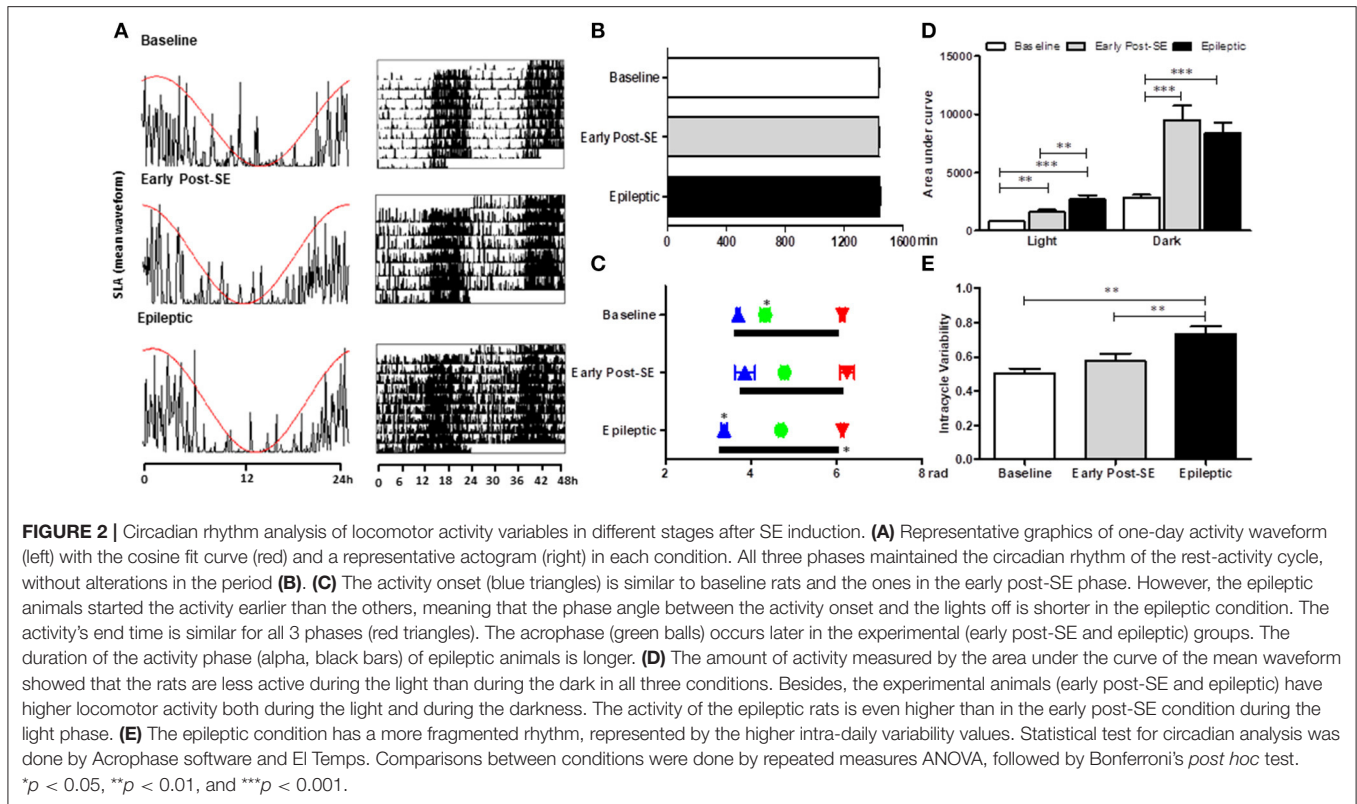 A
Baseline
Early Post-SE
Epileptic
SLA (mean waveform)
0 12 24h
0 6 12 18 24 30 36 42 48h
B
Baseline
Early Post-SE
Epileptic
0 400 800 1200 1600 min
C
Baseline
Early Post-SE
Epileptic
*
*
*
2 4 6 8 rad
D
Baseline Early Post-SE Epileptic
Area under curve
15000
10000
5000
0
**
***
**
***
***
Light Dark
E
Intracycle Variability
1.0
0.8
0.6
0.4
0.2
0.0
**
**
Baseline Early Post-SE Epileptic
FIGURE 2 | Circadian rhythm analysis of locomotor activity variables in different stages after SE induction. (A) Representative graphics of one-day activity waveform
(left) with the cosine fit curve (red) and a representative actogram (right) in each condition. All three phases maintained the circadian rhythm of the rest-activity cycle,
without alterations in the period (B). (C) The activity onset (blue triangles) is similar to baseline rats and the ones in the early post-SE phase. However, the epileptic
animals started the activity earlier than the others, meaning that the phase angle between the activity onset and the lights off is shorter in the epileptic condition. The
activity's end time is similar for all 3 phases (red triangles). The acrophase (green balls) occurs later in the experimental (early post-SE and epileptic) groups. The
duration of the activity phase (alpha, black bars) of epileptic animals is longer. (D) The amount of activity measured by the area under the curve of the mean waveform
showed that the rats are less active during the light than during the dark in all three conditions. Besides, the experimental animals (early post-SE and epileptic) have
higher locomotor activity both during the light and during the darkness. The activity of the epileptic rats is even higher than in the early post-SE condition during the
light phase. (E) The epileptic condition has a more fragmented rhythm, represented by the higher intra-daily variability values. Statistical test for circadian analysis was
done by Acrophase software and El Temps. Comparisons between conditions were done by repeated measures ANOVA, followed by Bonferroni's post hoc test.
*p < 0.05, **p < 0.01, and ***p < 0.001.